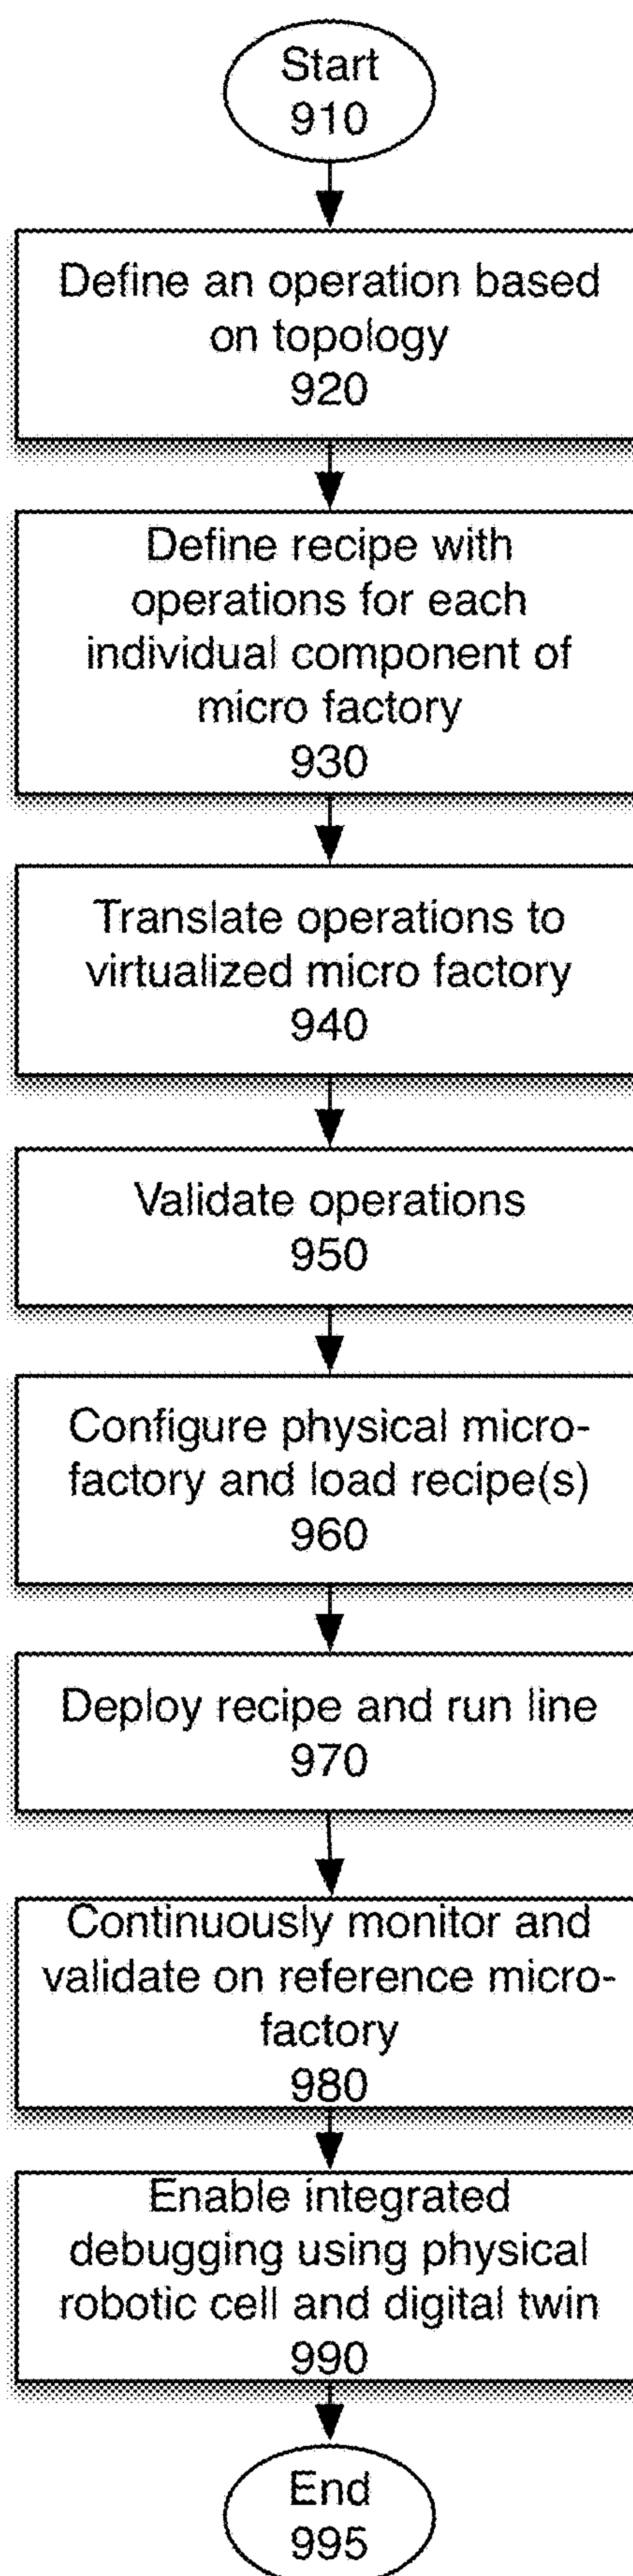 Start
910
Define an operation based
on topology
920
Define recipe with
operations for each
individual component of
micro factory
930
Translate operations to
virtualized micro factory
940
Validate operations
950
Configure physical micro-
factory and load recipe(s)
960
Deploy recipe and run line
970
Continuously monitor and
validate on reference micro-
factory
980
Enable integrated
debugging using physical
robotic cell and digital twin
990
End
995